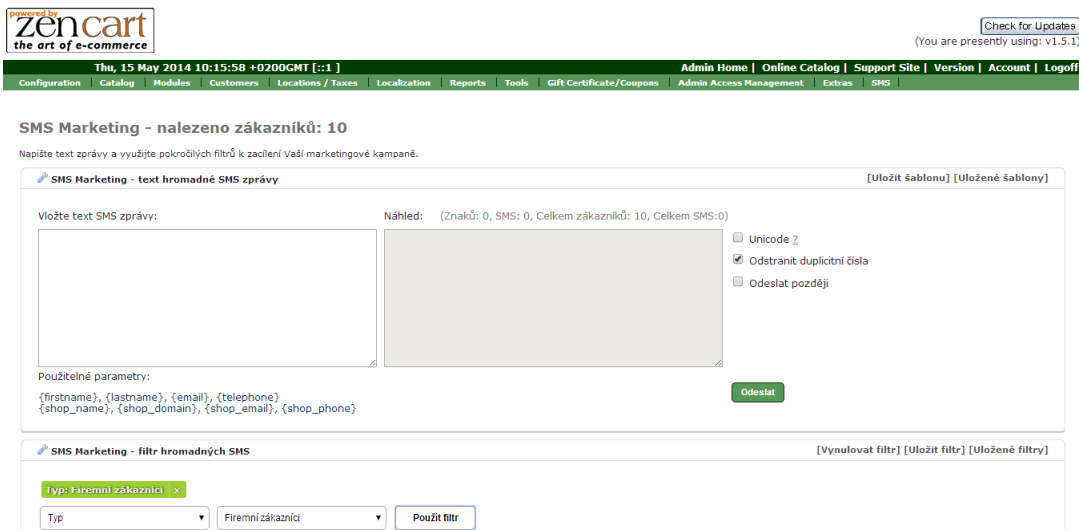 powered by
zencart
the art of e-commerce
Check for Updates
(You are presently using: v1.5.1)
Thu, 15 May 2014 10:15:58 +0200GMT [::1 ]
Admin Home | Online Catalog | Support Site | Version | Account | Logoff
Configuration | Catalog | Modules | Customers | Locations / Taxes | Localization | Reports | Tools | Gift Certificate/Coupons | Admin Access Management | Extras | SMS |
SMS Marketing - nalezeno zákazníků: 10
Napište text zprávy a využijte pokročilých filtrů k zacílení Vaší marketingové kampaně.
SMS Marketing - text hromadné SMS zprávy
[Uložit šablonu] [Uložené šablony]
Vložte text SMS zprávy:
Náhled: (Znaků: 0, SMS: 0, Celkem zákazníků: 10, Celkem SMS:0)
Unicode ?
Odstranit duplicitní čísla
Odeslat později
Použitelné parametry:
{firstname}, {lastname}, {email}, {telephone}
{shop_name}, {shop_domain}, {shop_email}, {shop_phone}
Odeslat
SMS Marketing - filtr hromadných SMS
[Vynulovat filtr] [Uložit filtr] [Uložené filtry]
Typ: Firemní zákazníci x
Typ
Firemní zákazníci
Použít filtr